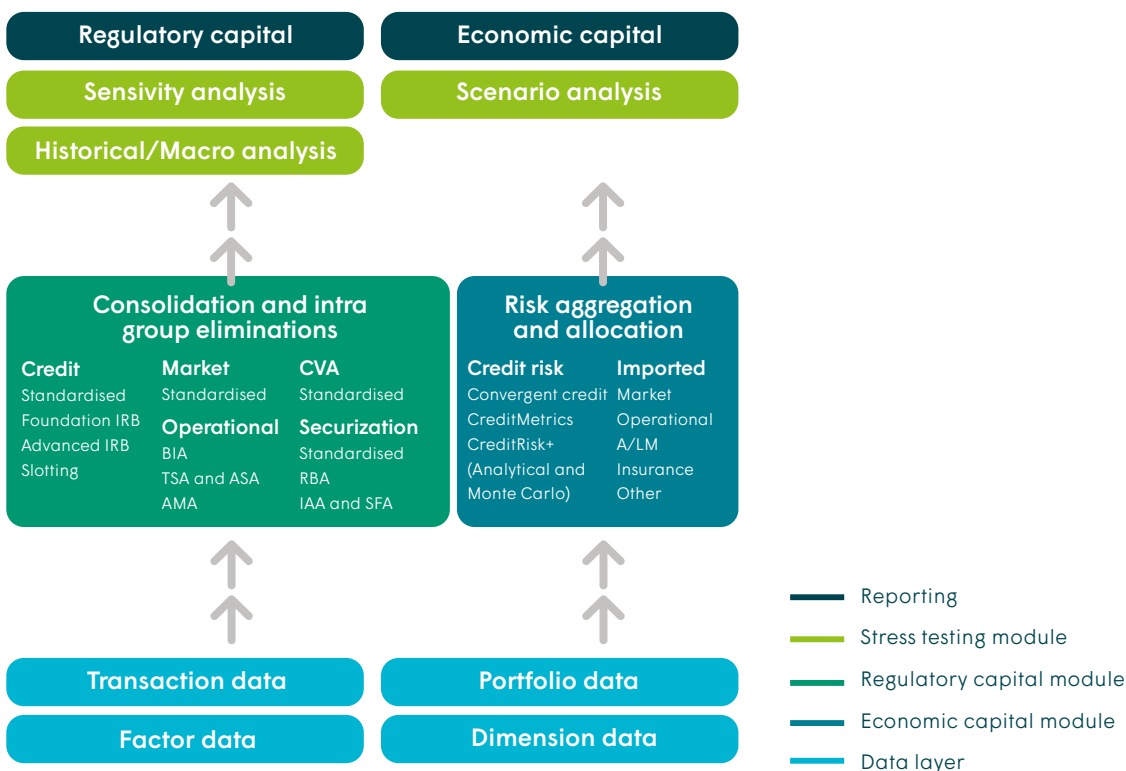 Regulatory capital
Economic capital
Sensivity analysis
Scenario analysis
Historical/Macro analysis
Consolidation and intra
group eliminations
Credit
Standardised
Foundation IRB
Advanced IRB
Slotting
Market
Standardised
Operational
BIA
TSA and ASA
AMA
CVA
Standardised
Securization
Standardised
RBA
IAA and SFA
Risk aggregation
and allocation
Credit risk
Convergent credit
CreditMetrics
CreditRisk+
(Analytical and
Monte Carlo)
Imported
Market
Operational
A/LM
Insurance
Other
Transaction data
Portfolio data
Factor data
Dimension data
Reporting
Stress testing module
Regulatory capital module
Economic capital module
Data layer